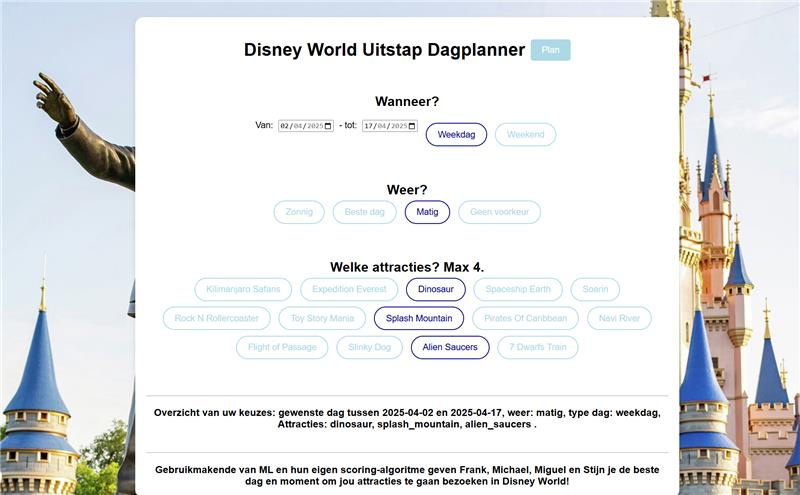 Disney World Uitstap Dagplanner Plan
Wanneer?
Van: 02/04/2025 - tot: 17/04/2025 Weekdag Weekend
Weer?
Zonnig Beste dag Matig Geen voorkeur
Welke attracties? Max 4.
Kilimanjaro Safaris Expedition Everest Dinosaur Spaceship Earth Soarin
Rock N Rollercoaster Toy Story Mania Splash Mountain Pirates Of Caribbean Navi River
Flight of Passage Slinky Dog Alien Saucers 7 Dwarfs Train
Overzicht van uw keuzes: gewenste dag tussen 2025-04-02 en 2025-04-17, weer: matig, type dag: weekdag,
Attracties: dinosaur, splash_mountain, alien_saucers .
Gebruikmakende van ML en hun eigen scoring-algoritme geven Frank, Michael, Miguel en Stijn je de beste
dag en moment om jou attracties te gaan bezoeken in Disney World!